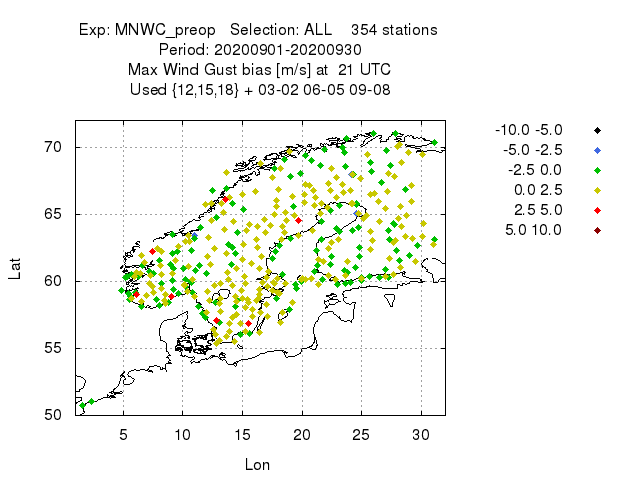 Exp: MNWC_preop   Selection: ALL    354 stations
Period: 20200901-20200930
Max Wind Gust bias [m/s] at  21 UTC
Used {12,15,18} + 03-02 06-05 09-08
-10.0 -5.0
-5.0 -2.5
-2.5 0.0
0.0 2.5
2.5 5.0
5.0 10.0
70
65
60
55
50
Lat
5 10 15 20 25 30
Lon